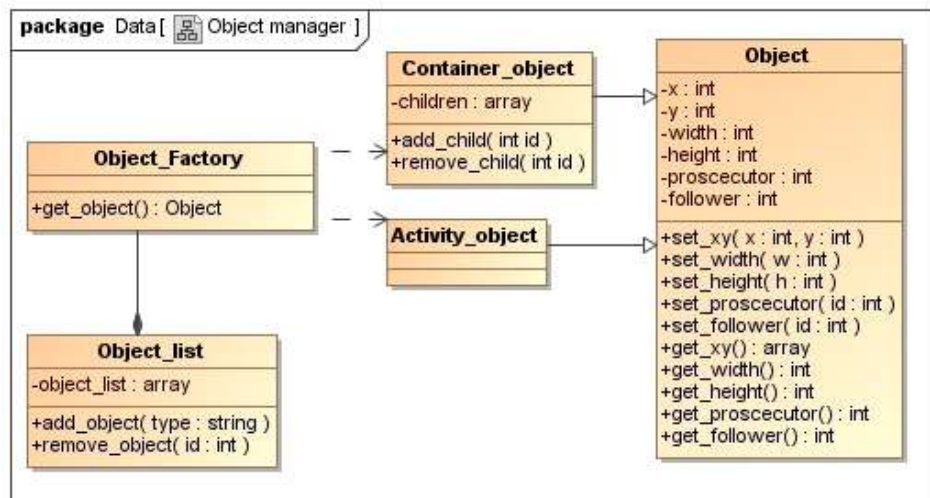 package Data [ Object manager ]
Container_object
-children : array
+add_child( int id )
+remove_child( int id )
Object
-x : int
-y : int
-width : int
-height : int
-proscecutor : int
-follower : int
+set_xy( x : int, y : int )
+set_width( w : int )
+set_height( h : int )
+set_proscecutor( id : int )
+set_follower( id : int )
+get_xy() : array
+get_width() : int
+get_height() : int
+get_proscecutor() : int
+get_follower() : int
Object_Factory
+get_object() : Object
Activity_object
Object_list
-object_list : array
+add_object( type : string )
+remove_object( id : int )